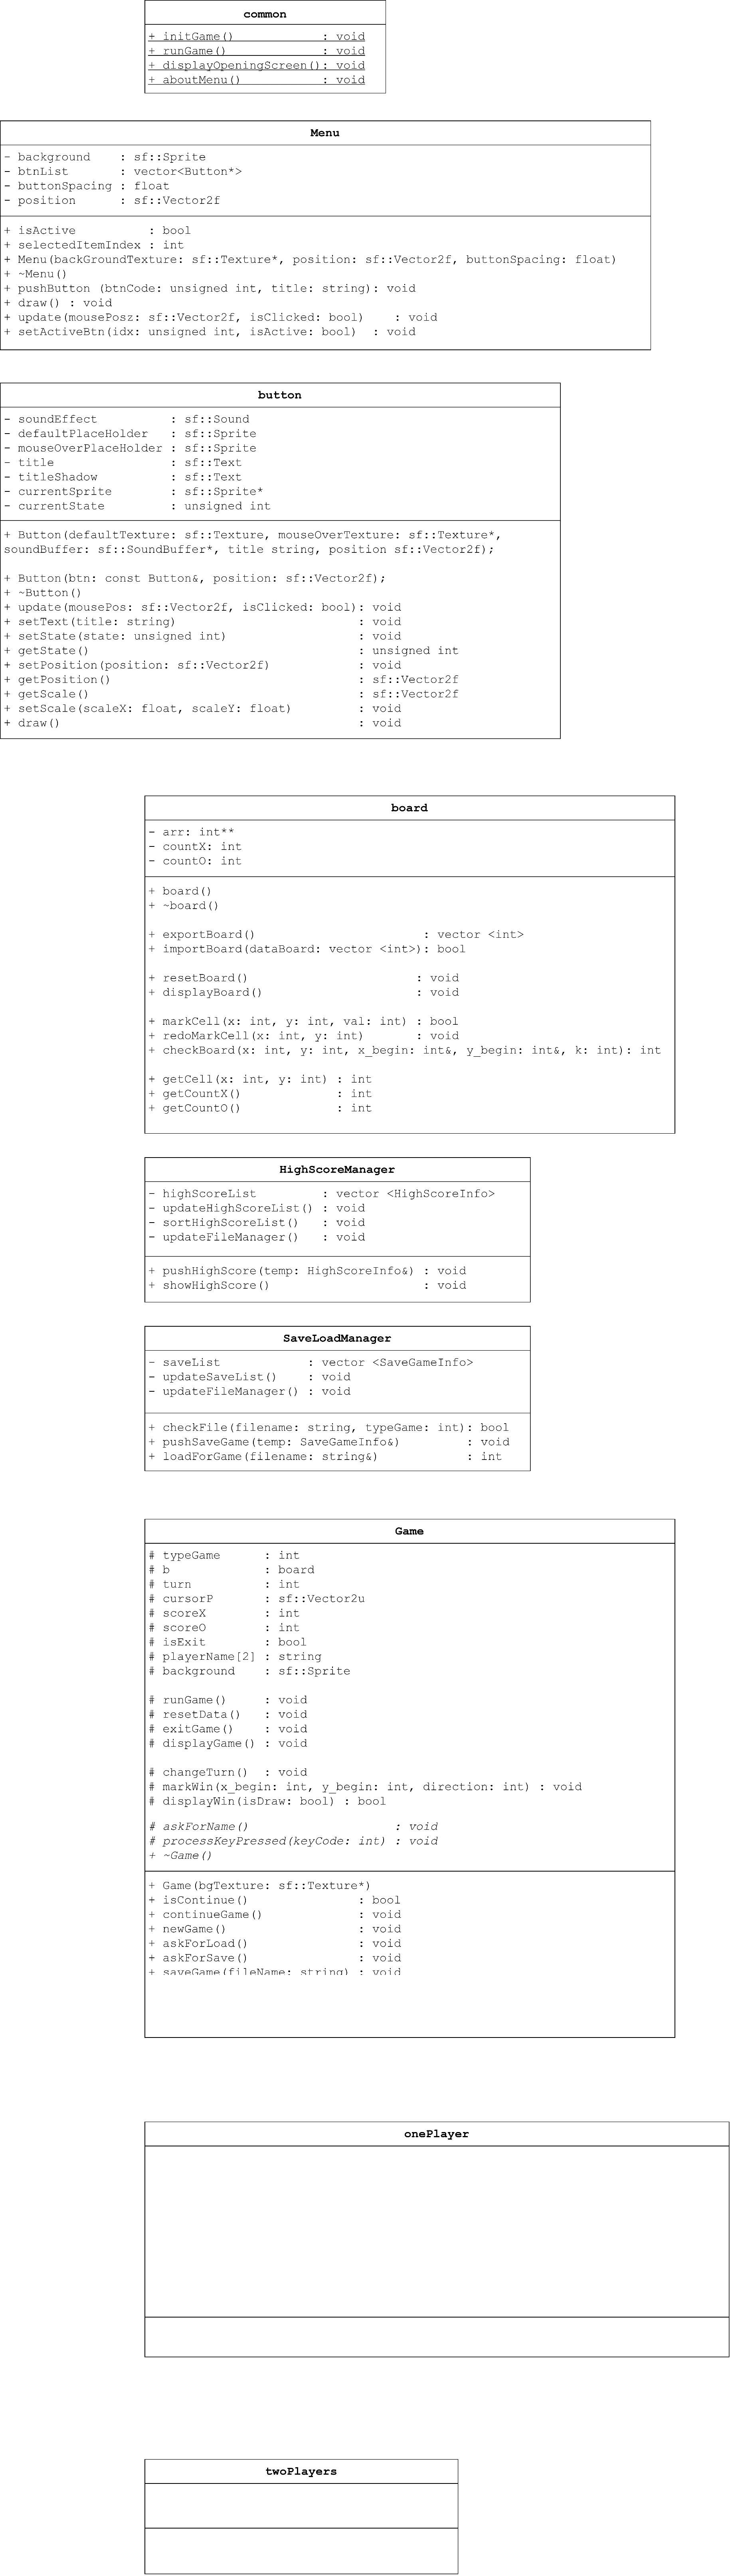 common
+ initGame() : void
+ runGame() : void
+ displayOpeningScreen(): void
+ aboutMenu() : void
Menu
- background : sf::Sprite
- btnList : vector<Button*>
- buttonSpacing : float
- position : sf::Vector2f
+ isActive : bool
+ selectedItemIndex : int
+ Menu(backGroundTexture: sf::Texture*, position: sf::Vector2f, buttonSpacing: float)
+ ~Menu()
+ pushButton (btnCode: unsigned int, title: string): void
+ draw() : void
+ update(mousePosz: sf::Vector2f, isClicked: bool) : void
+ setActiveBtn(idx: unsigned int, isActive: bool) : void
button
- soundEffect : sf::Sound
- defaultPlaceHolder : sf::Sprite
- mouseOverPlaceHolder : sf::Sprite
- title : sf::Text
- titleShadow : sf::Text
- currentSprite : sf::Sprite*
- currentState : unsigned int
+ Button(defaultTexture: sf::Texture, mouseOverTexture: sf::Texture*,
soundBuffer: sf::SoundBuffer*, title string, position sf::Vector2f);
+ Button(btn: const Button&, position: sf::Vector2f);
+ ~Button()
+ update(mousePos: sf::Vector2f, isClicked: bool): void
+ setText(title: string) : void
+ setState(state: unsigned int) : void
+ getState() : unsigned int
+ setPosition(position: sf::Vector2f) : void
+ getPosition() : sf::Vector2f
+ getScale() : sf::Vector2f
+ setScale(scaleX: float, scaleY: float) : void
+ draw() : void
board
- arr: int**
- countX: int
- countO: int
+ board()
+ ~board()
+ exportBoard() : vector <int>
+ importBoard(dataBoard: vector <int>): bool
+ resetBoard() : void
+ displayBoard() : void
+ markCell(x: int, y: int, val: int) : bool
+ redoMarkCell(x: int, y: int) : void
+ checkBoard(x: int, y: int, x_begin: int&, y_begin: int&, k: int): int
+ getCell(x: int, y: int) : int
+ getCountX() : int
+ getCountO() : int
HighScoreManager
- highScoreList : vector <HighScoreInfo>
- updateHighScoreList() : void
- sortHighScoreList() : void
- updateFileManager() : void
+ pushHighScore(temp: HighScoreInfo&) : void
+ showHighScore() : void
SaveLoadManager
- saveList : vector <SaveGameInfo>
- updateSaveList() : void
- updateFileManager() : void
+ checkFile(filename: string, typeGame: int): bool
+ pushSaveGame(temp: SaveGameInfo&) : void
+ loadForGame(filename: string&) : int
Game
# typeGame : int
# b : board
# turn : int
# cursorP : sf::Vector2u
# scoreX : int
# scoreO : int
# isExit : bool
# playerName[2] : string
# background : sf::Sprite
# runGame() : void
# resetData() : void
# exitGame() : void
# displayGame() : void
# changeTurn() : void
# markWin(x_begin: int, y_begin: int, direction: int) : void
# displayWin(isDraw: bool) : bool
# askForName() : void
# processKeyPressed(keyCode: int) : void
+ ~Game()
+ Game(bgTexture: sf::Texture*)
+ isContinue() : bool
+ continueGame() : void
+ newGame() : void
+ askForLoad() : void
+ askForSave() : void
+ saveGame(fileName: string) : void
onePlayer
twoPlayers